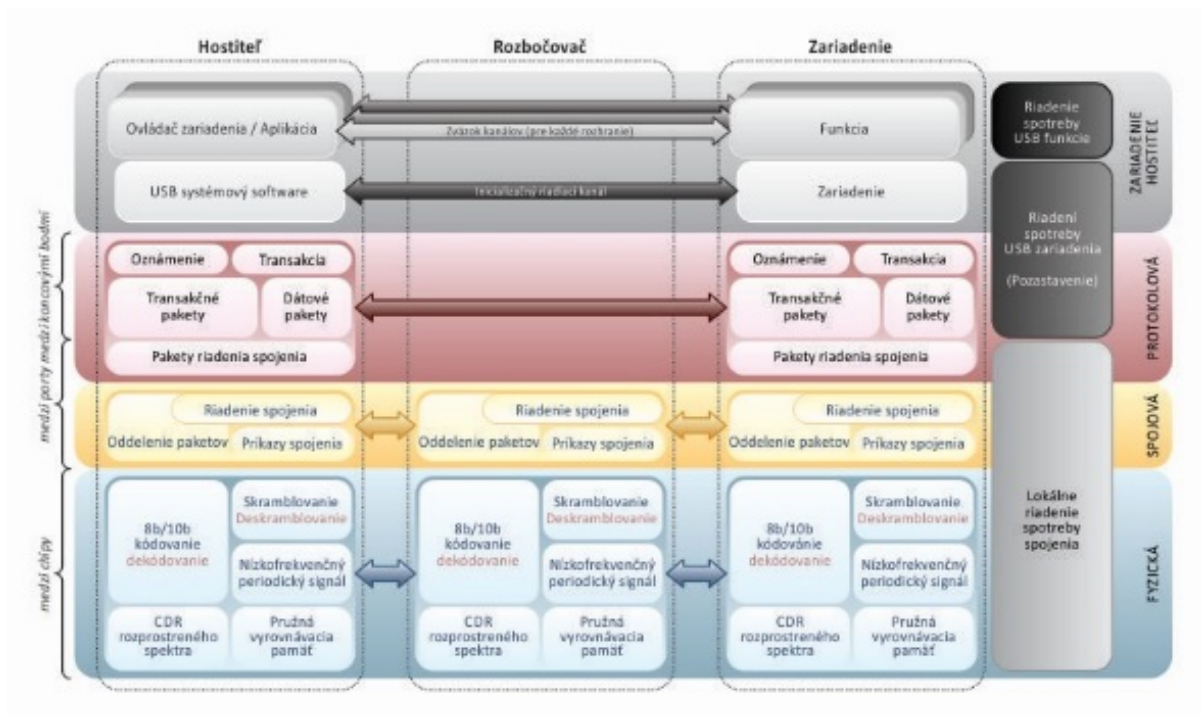 Hostiteľ
Rozbočovač
Zariadenie
Ovládač zariadenia / Aplikácia
Zväzok kanálov (pre každé rozhranie)
Funkcia
Riadenie
spotreby
USB funkcie
ZARIADENIE
HOSTITEĽ
USB systémový software
Inicializačný riadiaci kanál
Zariadenie
Riadení
spotreby
USB zariadenia
(Pozastavenie)
medzi koncovými bodmi
Oznámenie
Transakcia
Transakčné
pakety
Dátové
pakety
Pakety riadenia spojenia
Oznámenie
Transakcia
Transakčné
pakety
Dátové
pakety
Pakety riadenia spojenia
PROTOKOLOVÁ
medzi porty
Riadenie spojenia
Oddelenie paketov
Príkazy spojenia
Riadenie spojenia
Oddelenie paketov
Príkazy spojenia
Riadenie spojenia
Oddelenie paketov
Príkazy spojenia
SPOJOVÁ
medzi chipy
8b/10b
kódovanie
dekódovanie
Skramblovanie
Deskramblovanie
Nízkofrekvenčný
periodický signál
CDR
rozprostreného
spektra
Pružná
vyrovnávacia
pamäť
8b/10b
kódovanie
dekódovanie
Skramblovanie
Deskramblovanie
Nízkofrekvenčný
periodický signál
CDR
rozprostreného
spektra
Pružná
vyrovnávacia
pamäť
8b/10b
kódovánie
dekódovanie
Skramblovanie
Deskramblovanie
Nízkofrekvenčný
periodický signál
CDR
rozprostreného
spektra
Pružná
vyrovnávacia
pamäť
Lokálne
riadenie
spotreby
spojenia
FYZICKÁ